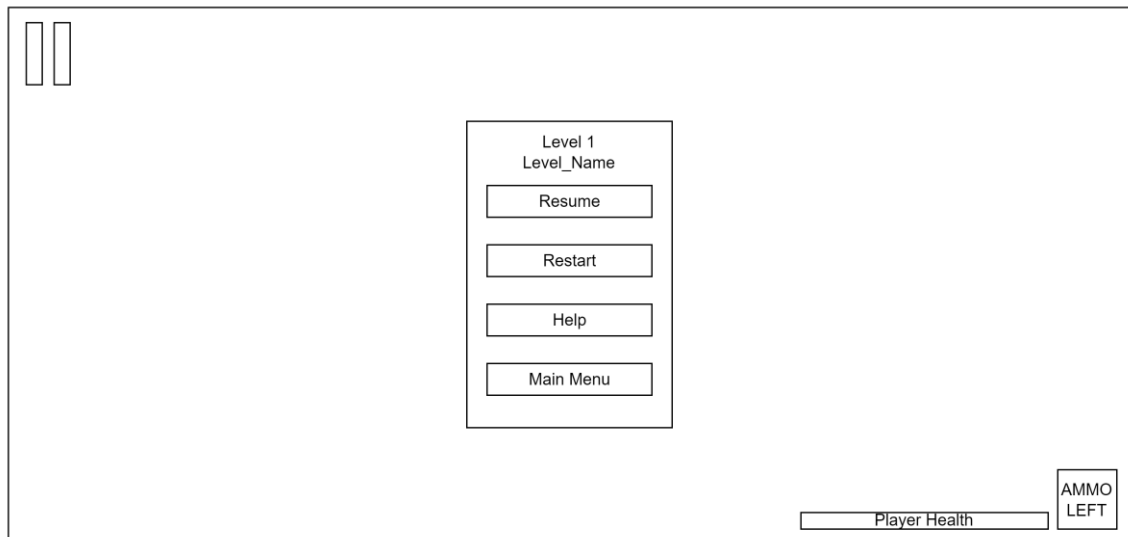 Level 1
Level_Name
Resume
Restart
Help
Main Menu
AMMO
LEFT
Player Health